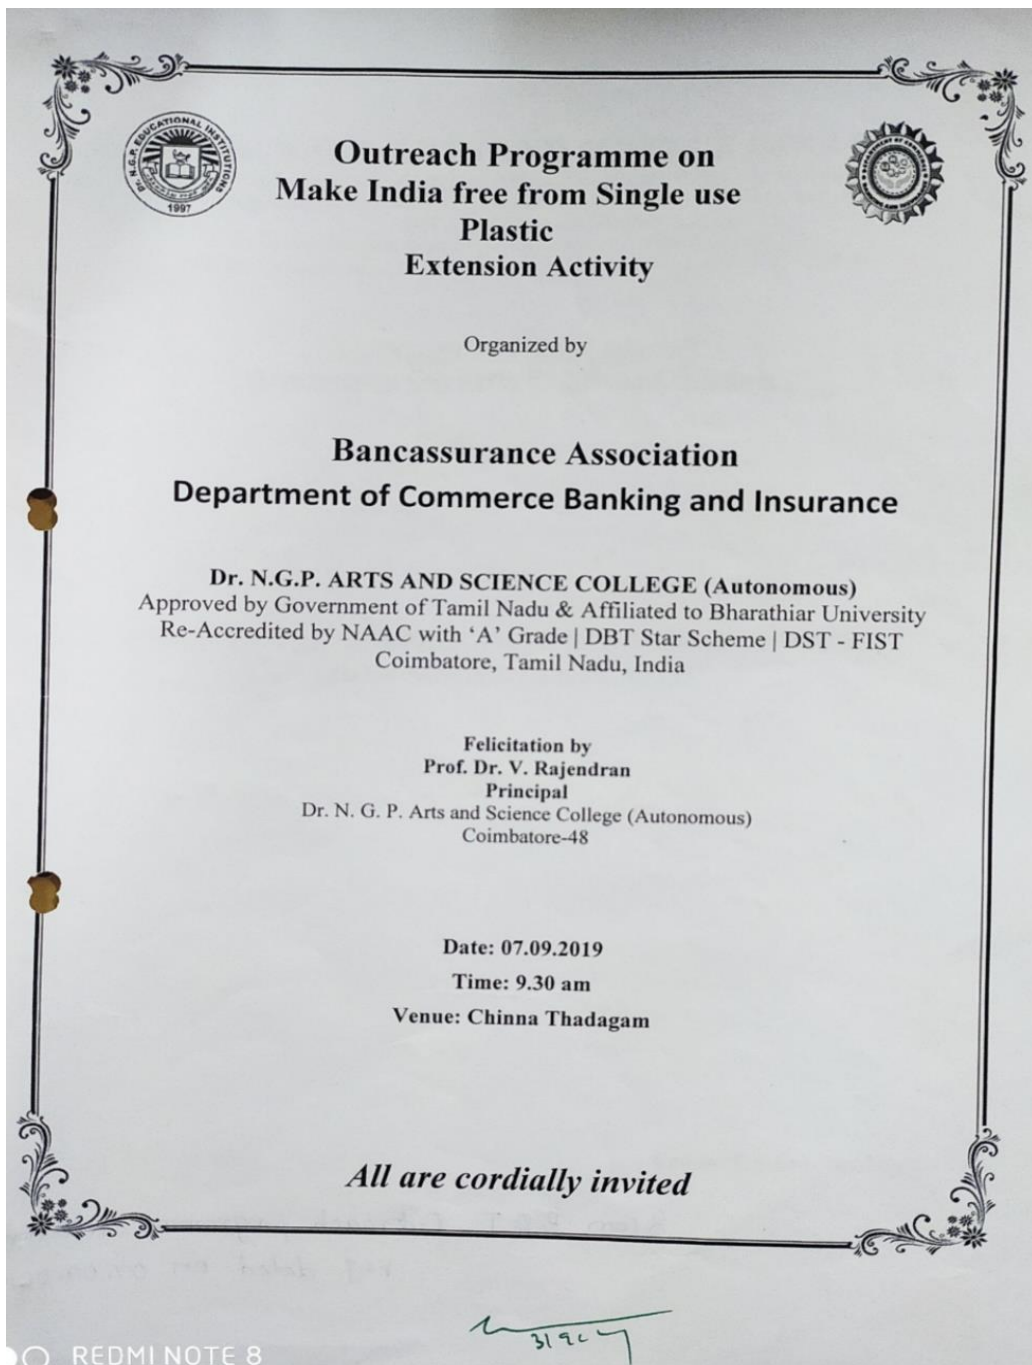 Dr. N.G.P. EDUCATIONAL INSTITUTIONS
1997
Outreach Programme on
Make India free from Single use
Plastic
Extension Activity
Organized by
Bancassurance Association
Department of Commerce Banking and Insurance
Dr. N.G.P. ARTS AND SCIENCE COLLEGE (Autonomous)
Approved by Government of Tamil Nadu & Affiliated to Bharathiar University
Re-Accredited by NAAC with ‘A’ Grade | DBT Star Scheme | DST - FIST
Coimbatore, Tamil Nadu, India
Felicitation by
Prof. Dr. V. Rajendran
Principal
Dr. N. G. P. Arts and Science College (Autonomous)
Coimbatore-48
Date: 07.09.2019
Time: 9.30 am
Venue: Chinna Thadagam
All are cordially invited
REDMI NOTE 8